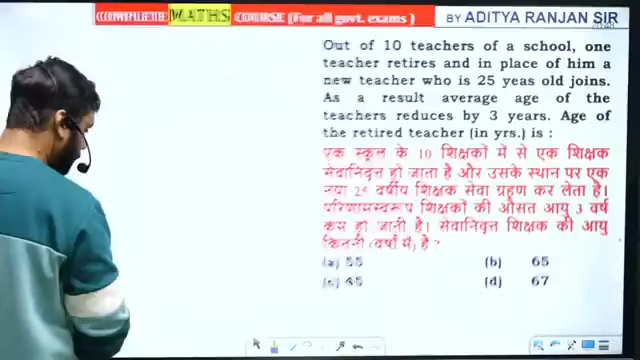 COMPLETE MATHS COURSE (For all govt. exams )
BY ADITYA RANJAN SIR
Out of 10 teachers of a school, one
teacher retires and in place of him a
new teacher who is 25 yeas old joins.
As a result average age of the
teachers reduces by 3 years. Age of
the retired teacher (in yrs.) is :
एक स्कूल के 10 शिक्षकों में से एक शिक्षक
सेवानिवृत्त हो जाता है और उसके स्थान पर एक
नया 25 वर्षीय शिक्षक सेवा ग्रहण कर लेता है।
परिणामस्वरूप शिक्षकों की औसत आयु 3 वर्ष
कम हो जाती है। सेवानिवृत्त शिक्षक की आयु
कितनी (वर्षों में) है ?
(a) 55 (b) 65
(c) (d) 67